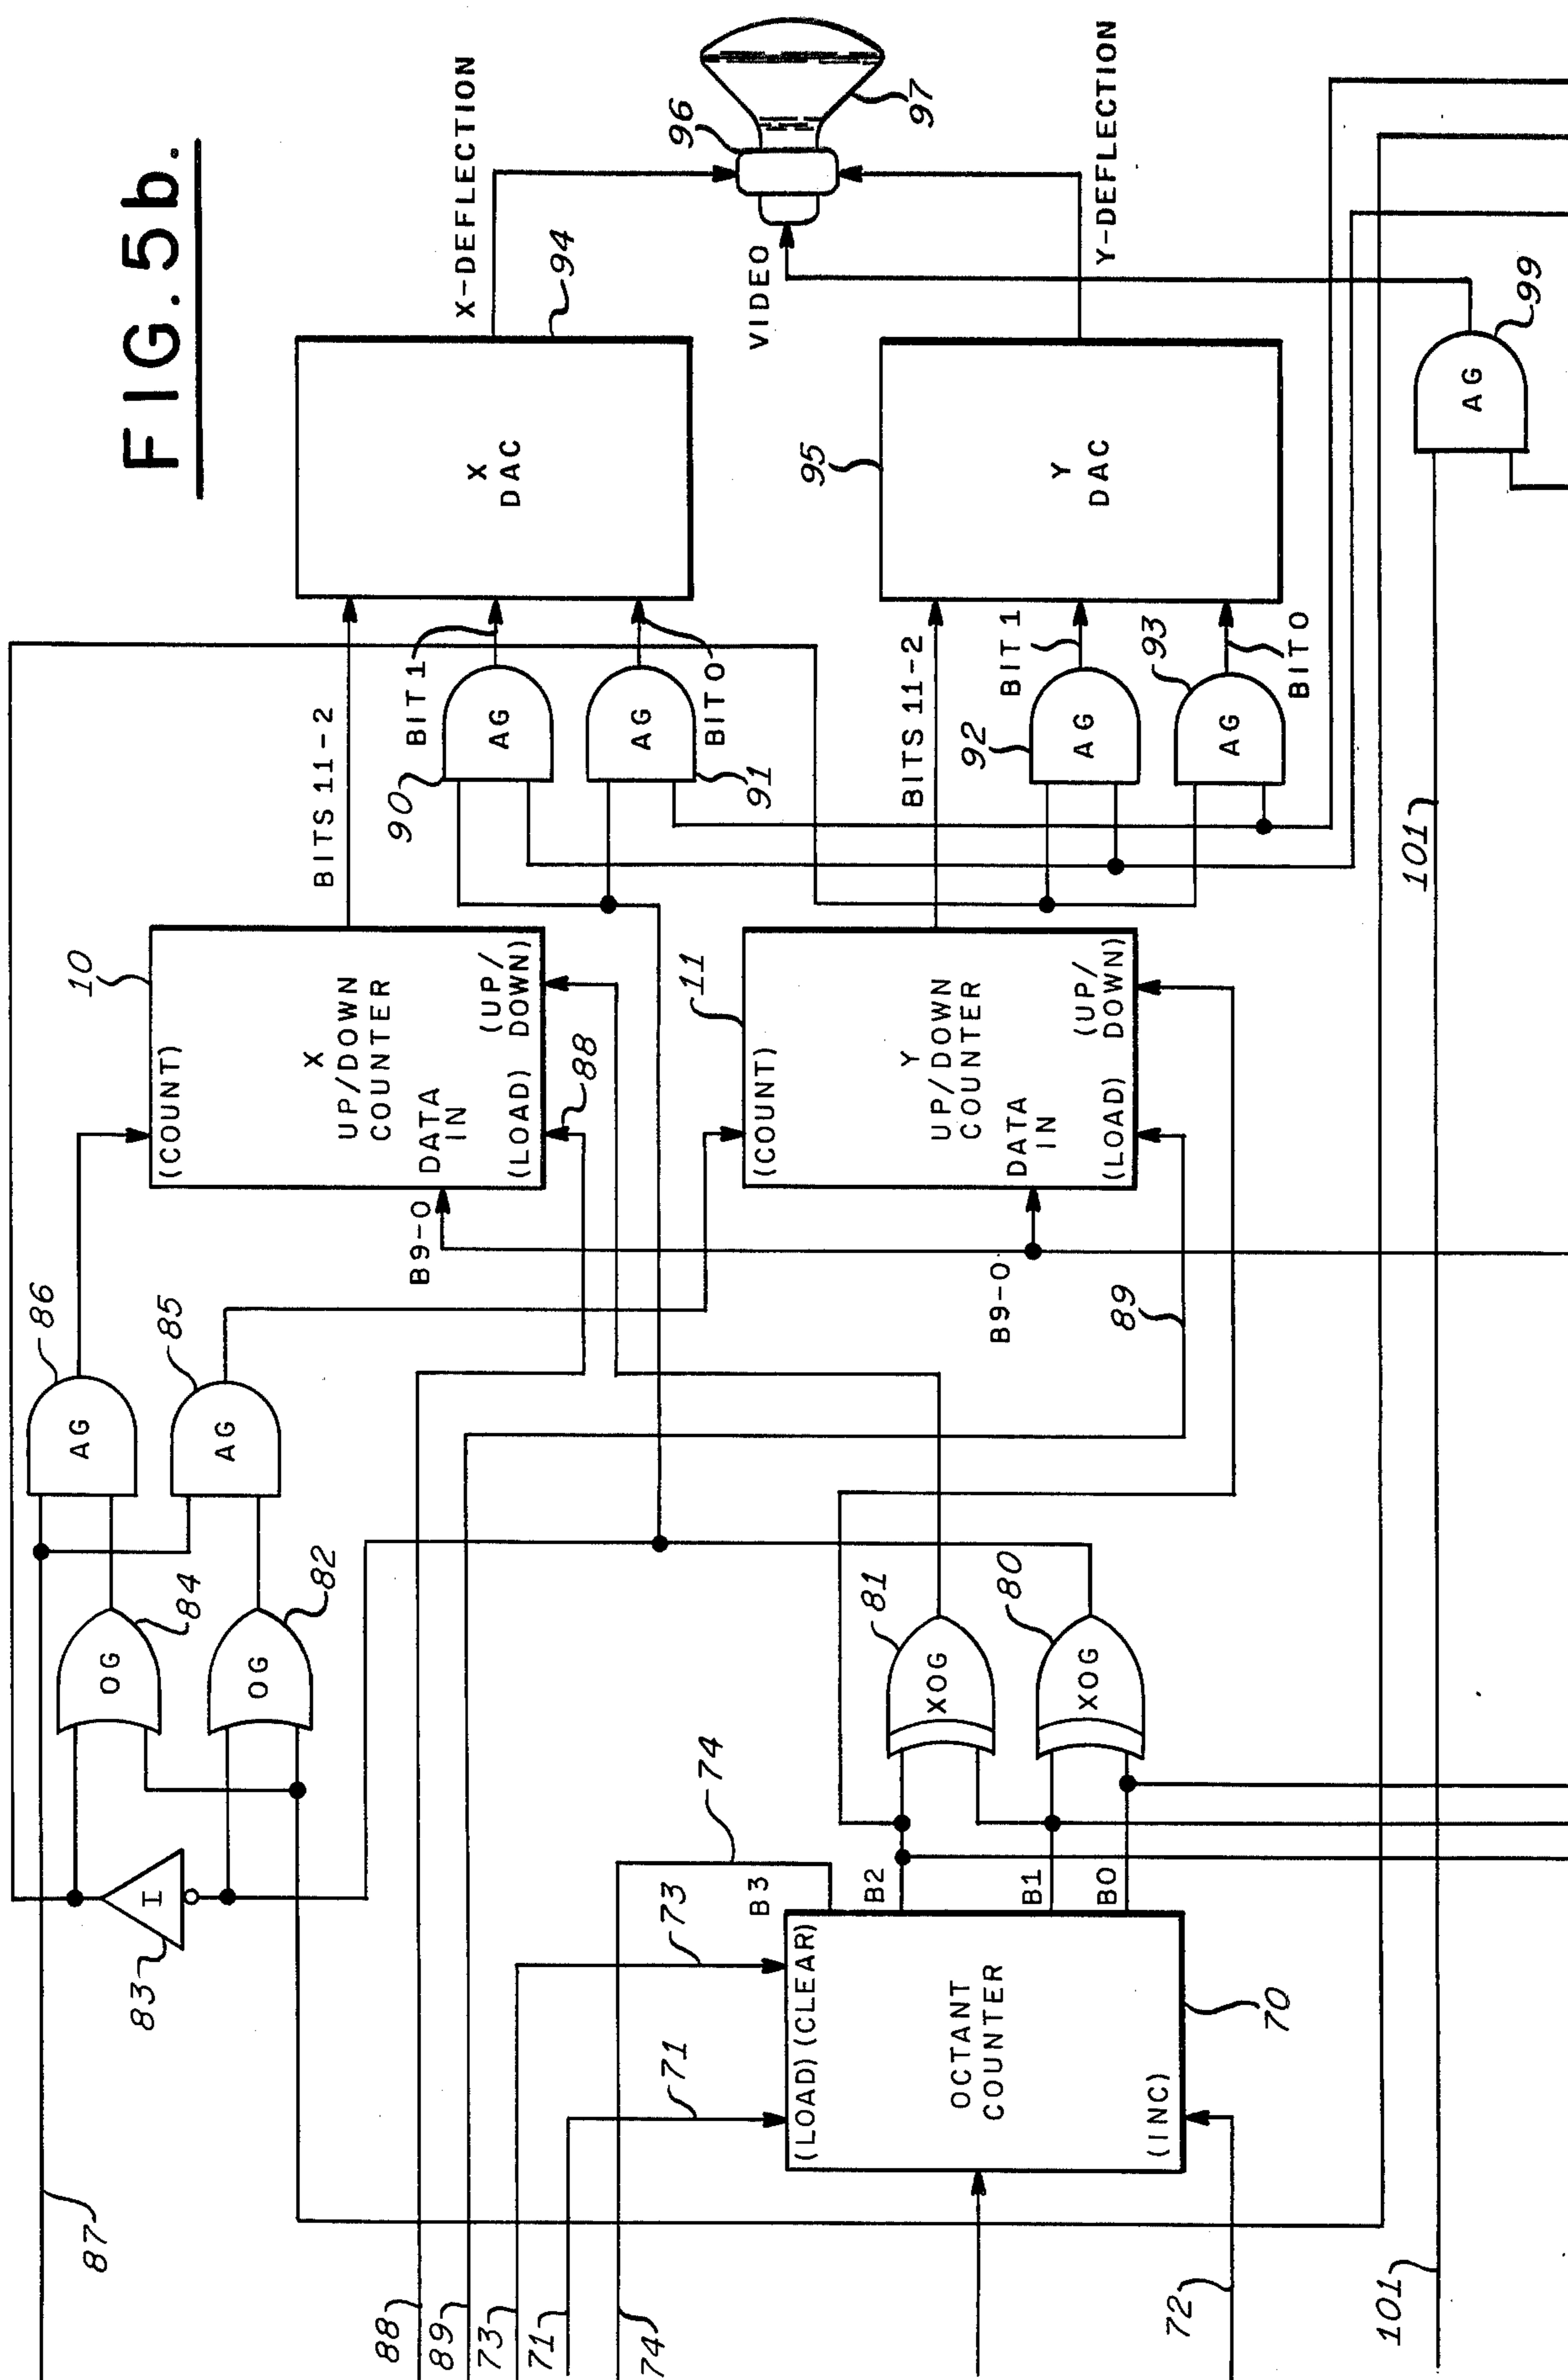 FIG. 5b.
87
83
I
OG
84
OG
82
AG
86
AG
85
88
89
73
71
74
72
101
71
73
74
(LOAD) (CLEAR)
OCTANT
COUNTER
(INC)
70
B3
B2
B1
B0
XOG
81
XOG
80
10
(COUNT)
X
UP/DOWN
COUNTER
DATA
IN
(LOAD)
(UP/
DOWN)
B9-0
88
11
(COUNT)
Y
UP/DOWN
COUNTER
DATA
IN
(LOAD)
(UP/
DOWN)
B9-0
89
BITS 11-2
BIT 1
90
AG
AG
91
BIT 0
BITS 11-2
BIT 1
92
AG
93
AG
BIT 0
X
DAC
94
X-DEFLECTION
95
Y
DAC
Y-DEFLECTION
VIDEO
96
97
101
AG
99